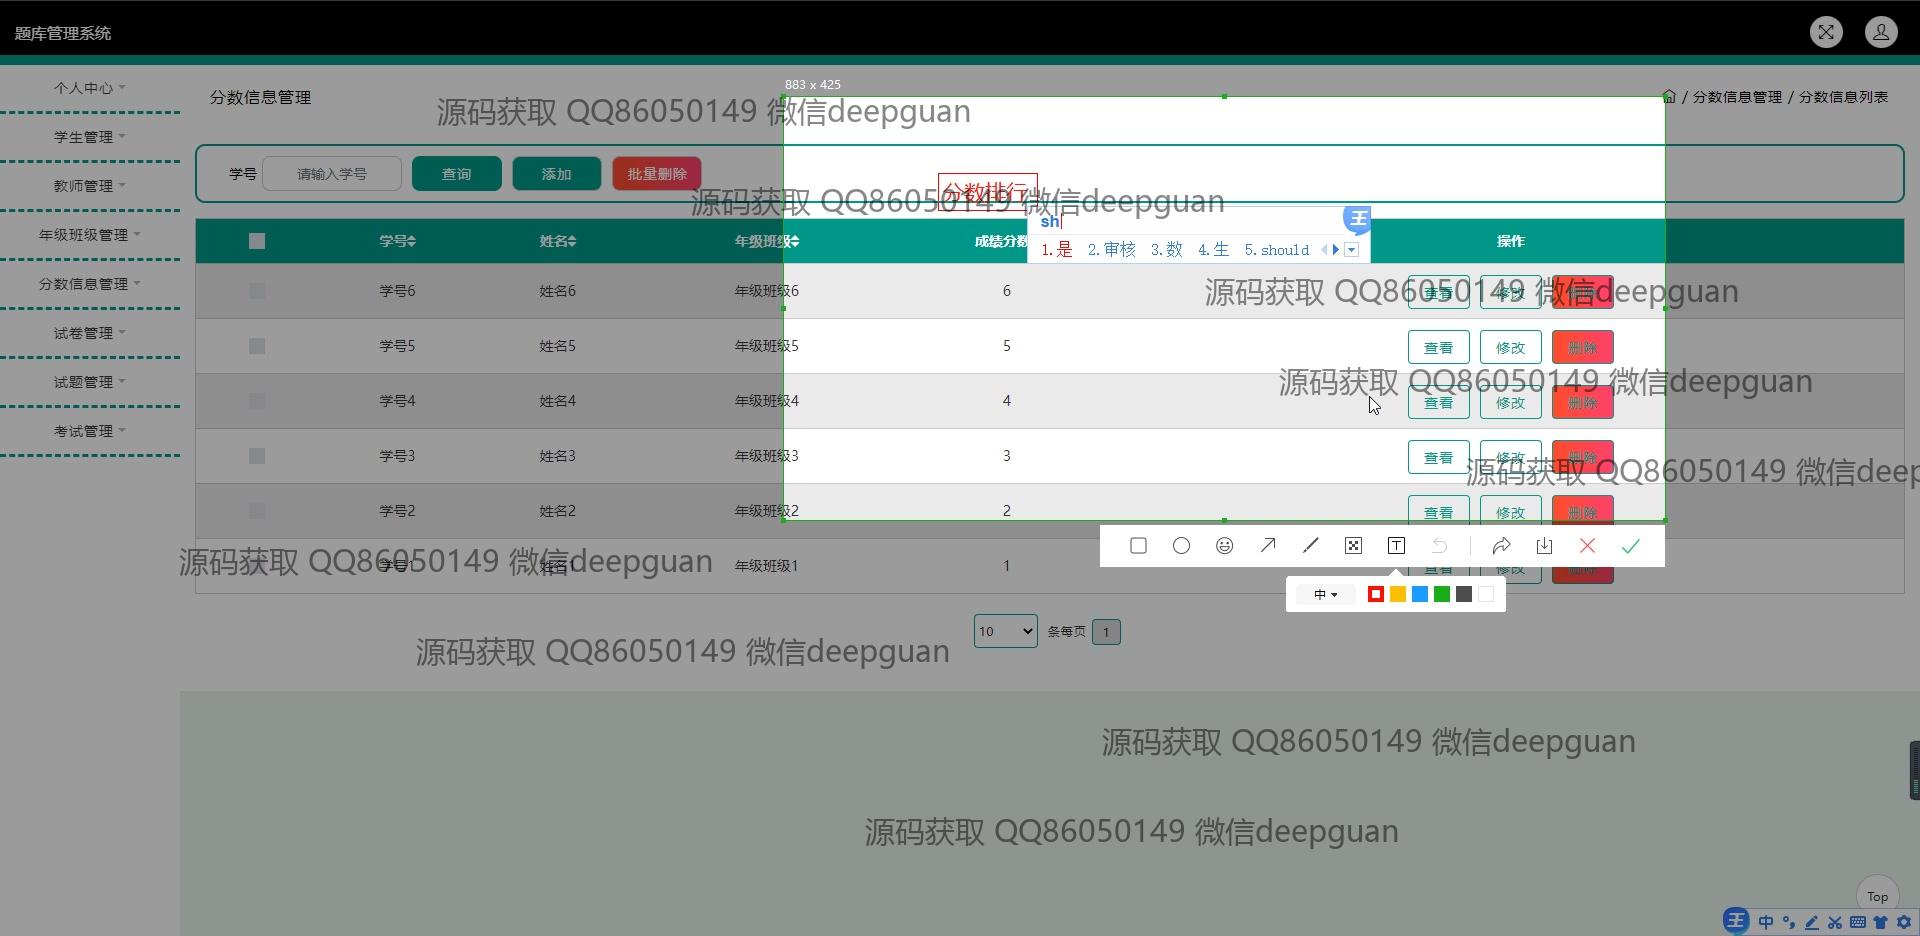 题库管理系统
883 x 425
个人中心
学生管理
教师管理
年级班级管理
分数信息管理
试卷管理
试题管理
考试管理
分数信息管理
/ 分数信息管理 / 分数信息列表
源码获取 QQ86050149 微信deepguan
学号 请输入学号 查询 添加 批量删除
分数排行
源码获取 QQ86050149 微信deepguan
sh
1.是 2.审核 3.数 4.生 5.should
王
学号 姓名 年级班级 成绩分数 操作
学号6 姓名6 年级班级6 6 查看 修改 删除
源码获取 QQ86050149 微信deepguan
学号5 姓名5 年级班级5 5 查看 修改 删除
源码获取 QQ86050149 微信deepguan
学号4 姓名4 年级班级4 4 查看 修改 删除
学号3 姓名3 年级班级3 3 查看 修改 删除
源码获取 QQ86050149 微信deep
学号2 姓名2 年级班级2 2 查看 修改 删除
源码获取 QQ86050149 微信deepguan
学号1 姓名1 年级班级1 1 查看 修改 删除
T
中
10 条每页 1
源码获取 QQ86050149 微信deepguan
源码获取 QQ86050149 微信deepguan
源码获取 QQ86050149 微信deepguan
Top
王 中